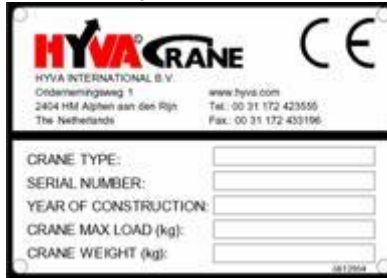 HYVA CRANE
CE
HYVA INTERNATIONAL B.V.
Ondernemingsweg 1 www.hyva.com
2404 HM Alphen aan den Rijn Tel.: 00 31 172 423555
The Netherlands Fax.: 00 31 172 433196
CRANE TYPE:
SERIAL NUMBER:
YEAR OF CONSTRUCTION:
CRANE MAX LOAD (kg):
CRANE WEIGHT (kg):